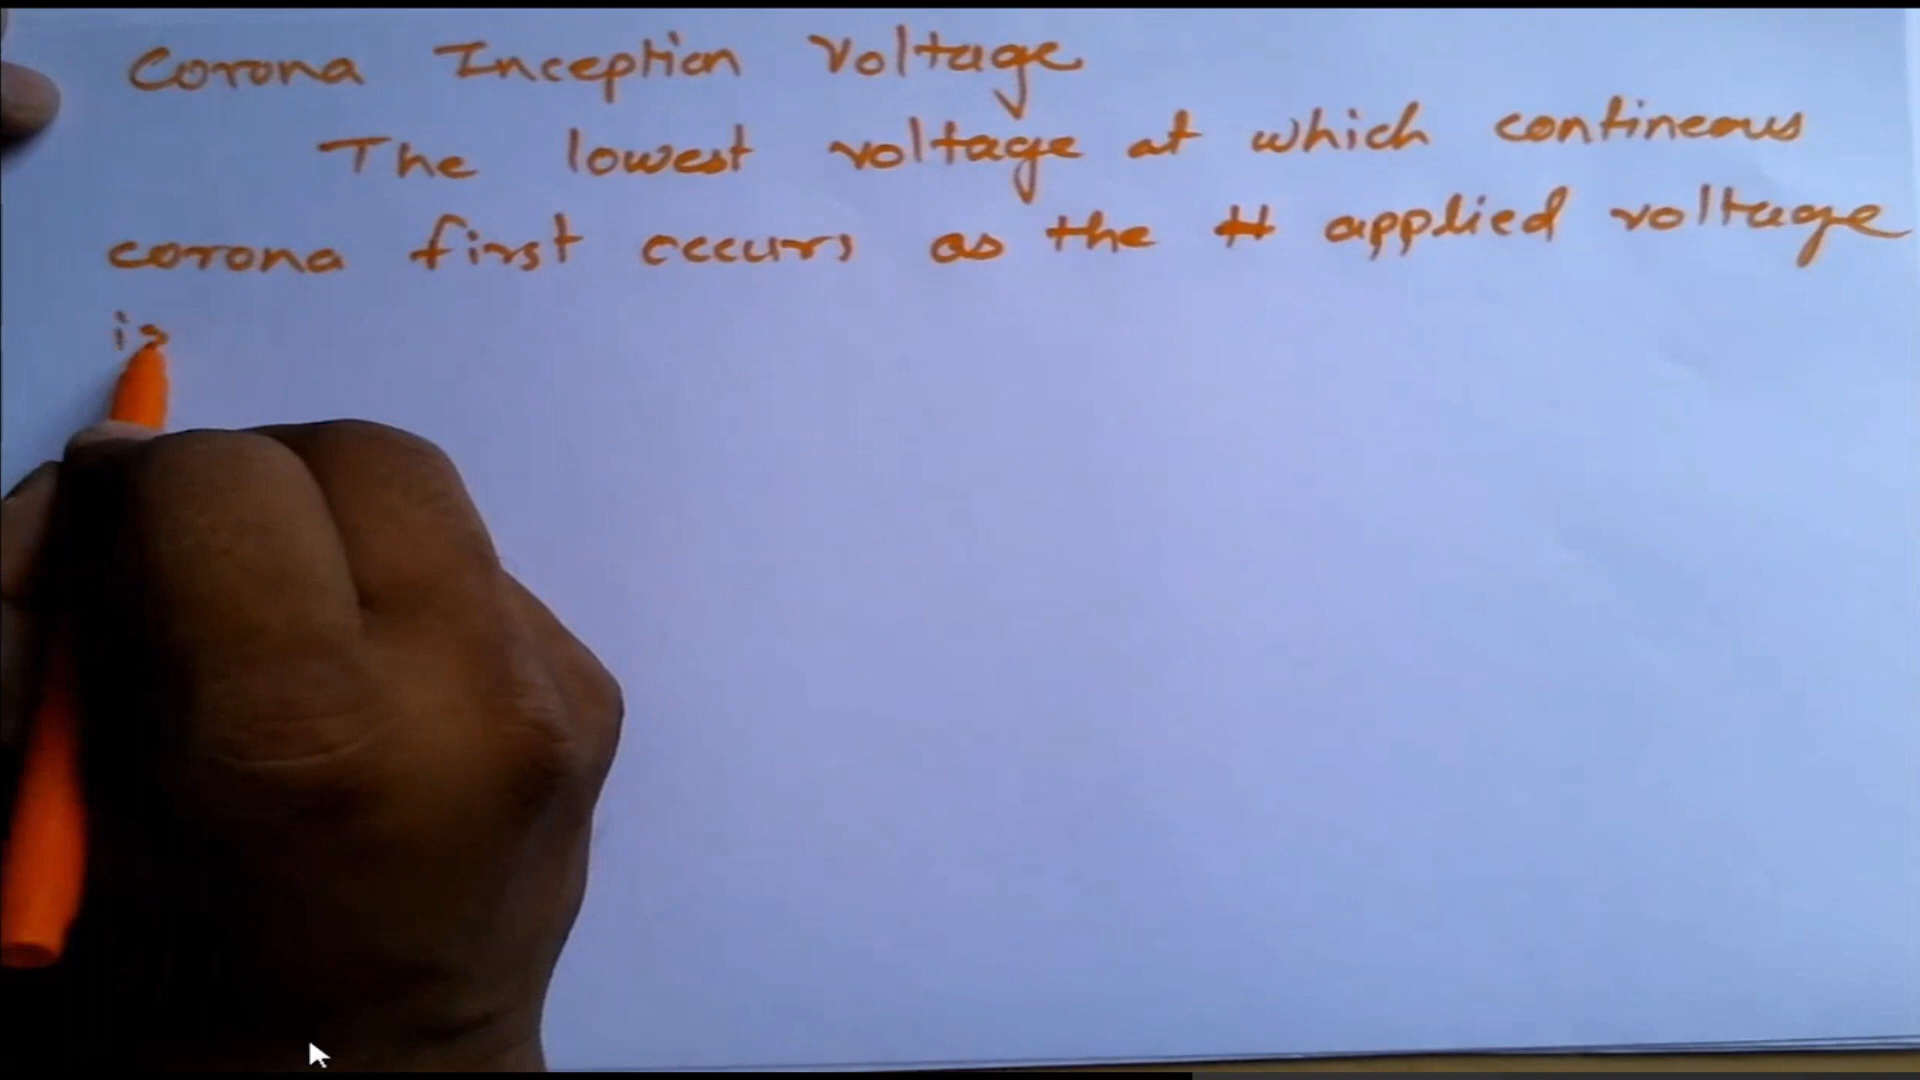 Corona Inception Voltage
The lowest voltage at which contineous
corona first occurs as the applied voltage
is